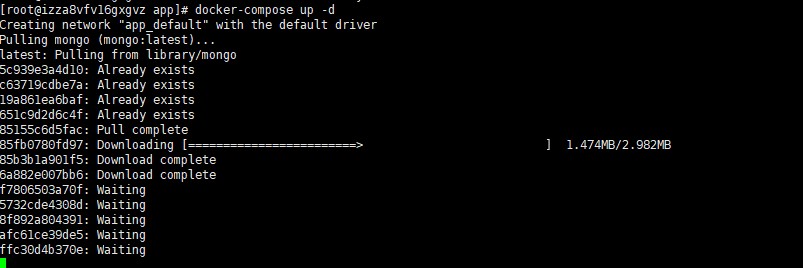 [root@izza8vfv16gxgvz app]# docker-compose up -d
Creating network "app_default" with the default driver
Pulling mongo (mongo:latest)...
latest: Pulling from library/mongo
5c939e3a4d10: Already exists
c63719cdbe7a: Already exists
19a861ea6baf: Already exists
651c9d2d6c4f: Already exists
85155c6d5fac: Pull complete
85fb0780fd97: Downloading [========================>                          ]  1.474MB/2.982MB
85b3b1a901f5: Download complete
6a882e007bb6: Download complete
f7806503a70f: Waiting
5732cde4308d: Waiting
8f892a804391: Waiting
afc61ce39de5: Waiting
ffc30d4b370e: Waiting